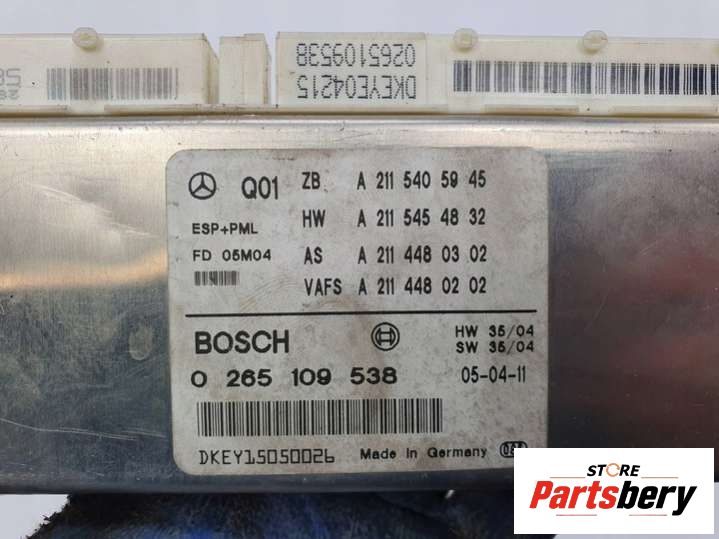 0265109538
DKEYE04215
Q01 ZB A 211 540 59 45
ESP+PML HW A 211 545 48 32
FD 05M04 AS A 211 448 03 02
VAFS A 211 448 02 02
BOSCH HW 35/04
SW 35/04
0 265 109 538 05-04-11
DKEY15050026 Made In Germany
STORE
Partsbery